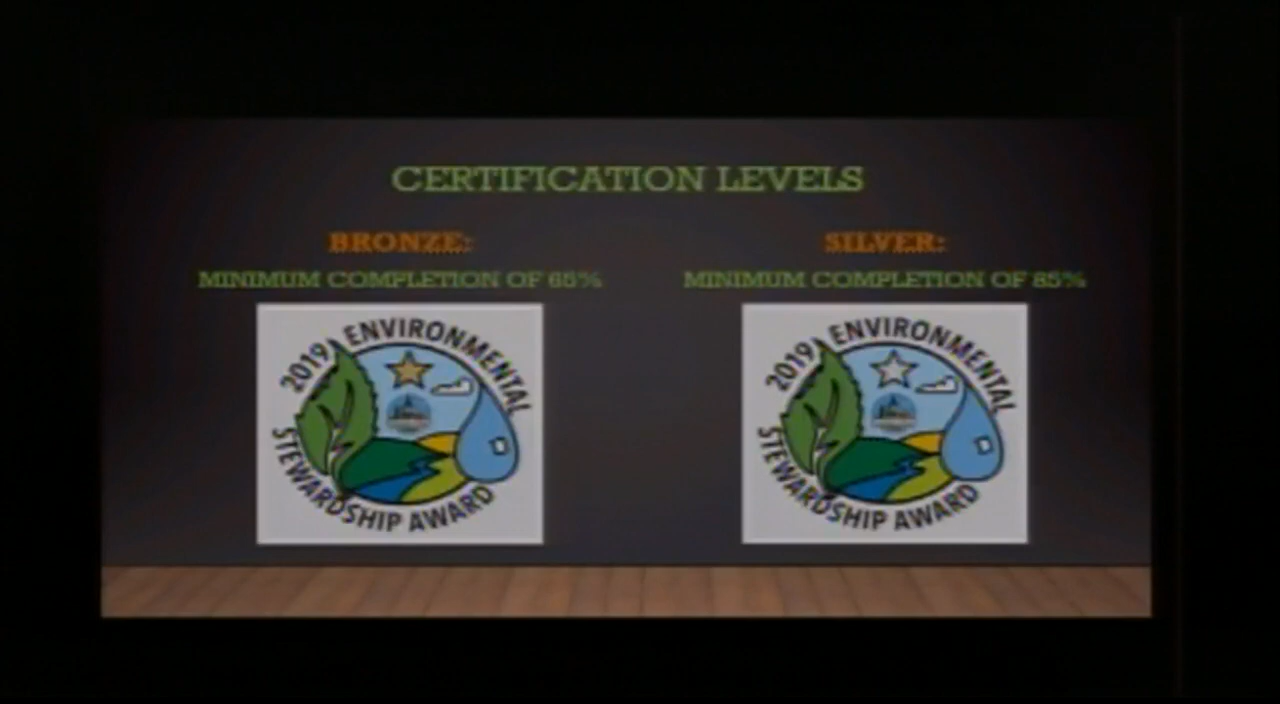 CERTIFICATION LEVELS
BRONZE:
MINIMUM COMPLETION OF 65%
2019 ENVIRONMENTAL
STEWARDSHIP AWARD
SILVER:
MINIMUM COMPLETION OF 85%
2019 ENVIRONMENTAL
STEWARDSHIP AWARD